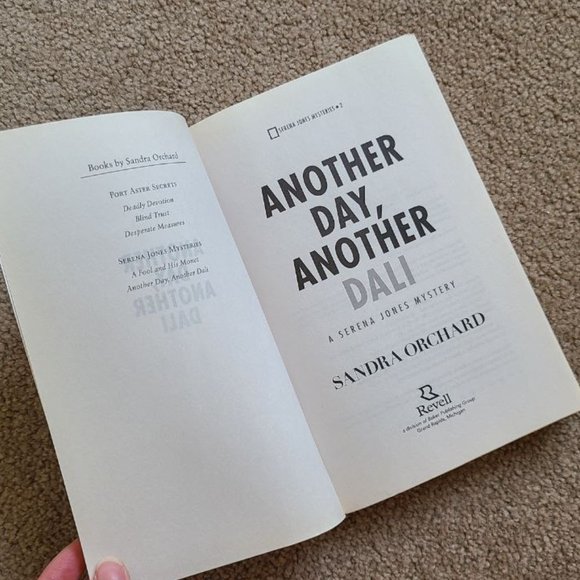 Books by Sandra Orchard
Port Aster Secrets
Deadly Devotion
Blind Trust
Desperate Measures
Serena Jones Mysteries
A Fool and His Monet
Another Day, Another Dali
SERENA JONES MYSTERIES • 2
ANOTHER
DAY,
ANOTHER
DALI
A SERENA JONES MYSTERY
SANDRA ORCHARD
Revell
a division of Baker Publishing Group
Grand Rapids, Michigan